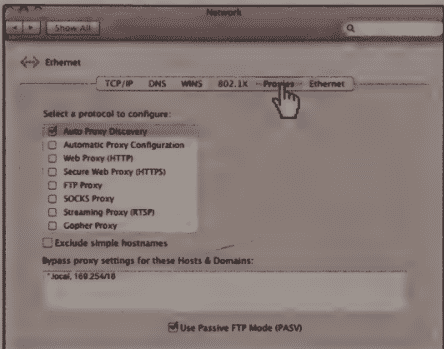 Network
Show All
Ethernet
TCP/IP DNS WINS 802.1X Proxies Ethernet
Select a protocol to configure:
Auto Proxy Discovery
Automatic Proxy Configuration
Web Proxy (HTTP)
Secure Web Proxy (HTTPS)
FTP Proxy
SOCKS Proxy
Streaming Proxy (RTSP)
Gopher Proxy
Exclude simple hostnames
Bypass proxy settings for these Hosts & Domains:
*.local, 169.254/16
Use Passive FTP Mode (PASV)